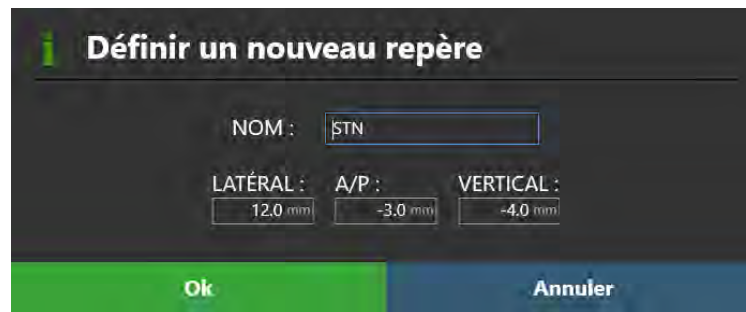 i Définir un nouveau repère
NOM : STN
LATÉRAL : A/P : VERTICAL :
12.0 mm -3.0 mm -4.0 mm
Ok Annuler